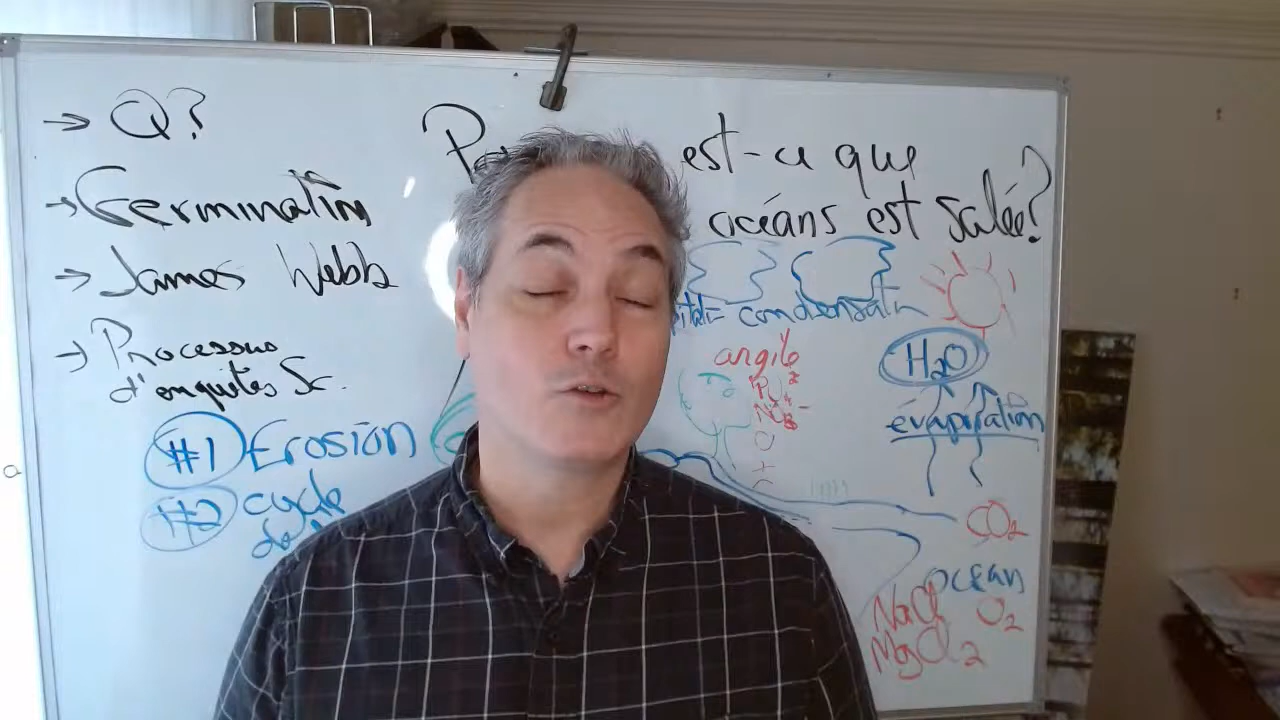 → Q?
→ Germination
→ James Webb
→ Processus
d'enquêtes Sc.
#1 Erosion
#2 cycle
est-ce que
océans est salée?
condensation
angile
H2O
évaporation
CO2
océan
NaCl O2
MgCl2